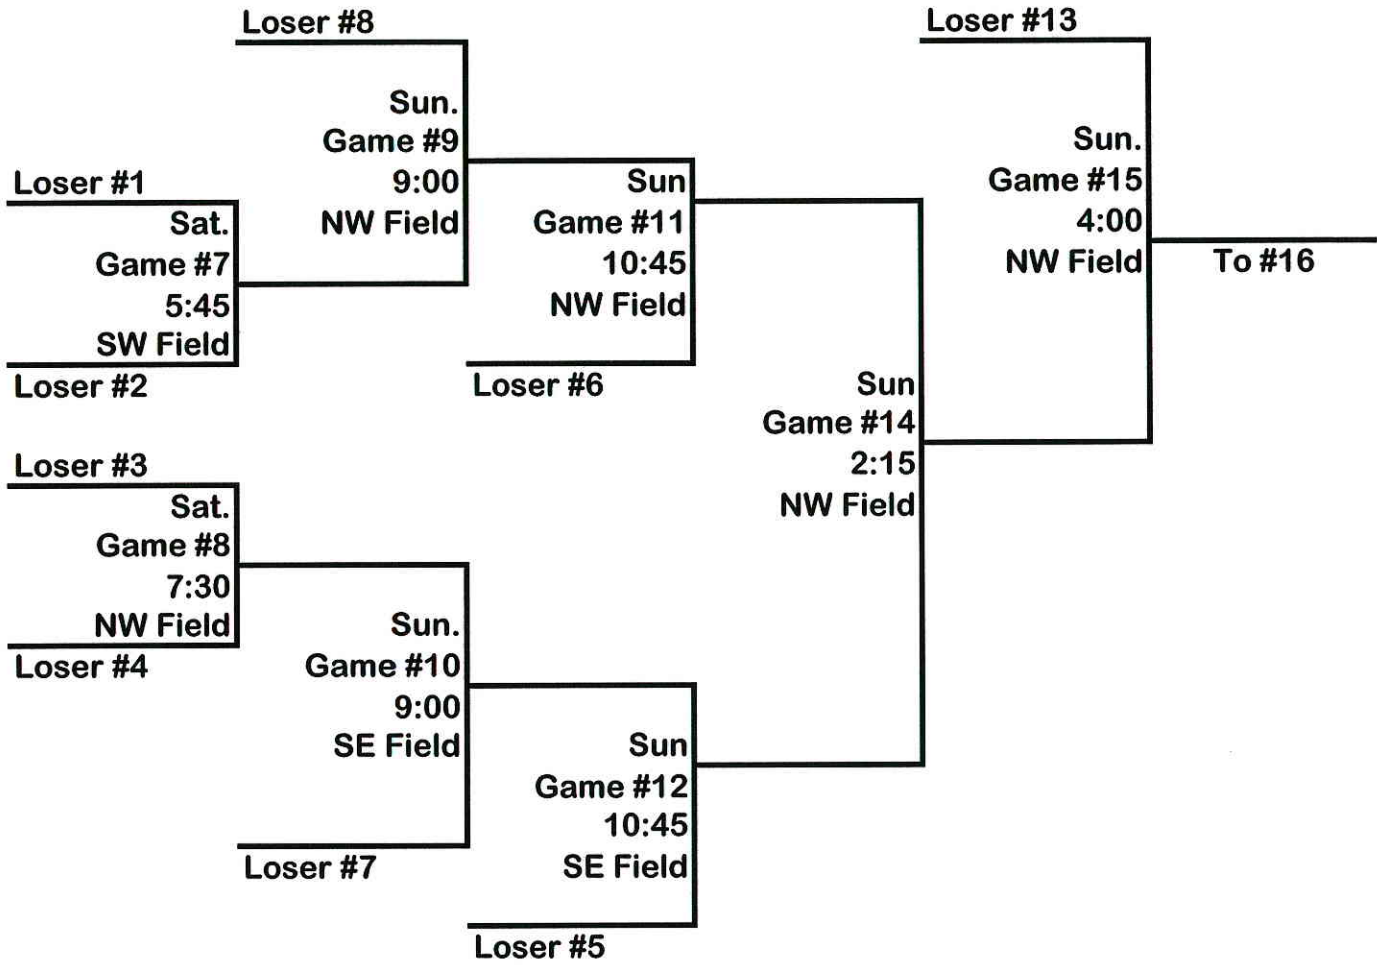 Loser #8
Sun.
Game #9
9:00
NW Field
Loser #1
Sat.
Game #7
5:45
SW Field
Loser #2
Sun
Game #11
10:45
NW Field
Loser #6
Loser #3
Sat.
Game #8
7:30
NW Field
Loser #4
Sun.
Game #10
9:00
SE Field
Loser #7
Sun
Game #12
10:45
SE Field
Loser #5
Sun
Game #14
2:15
NW Field
Loser #13
Sun.
Game #15
4:00
NW Field
To #16